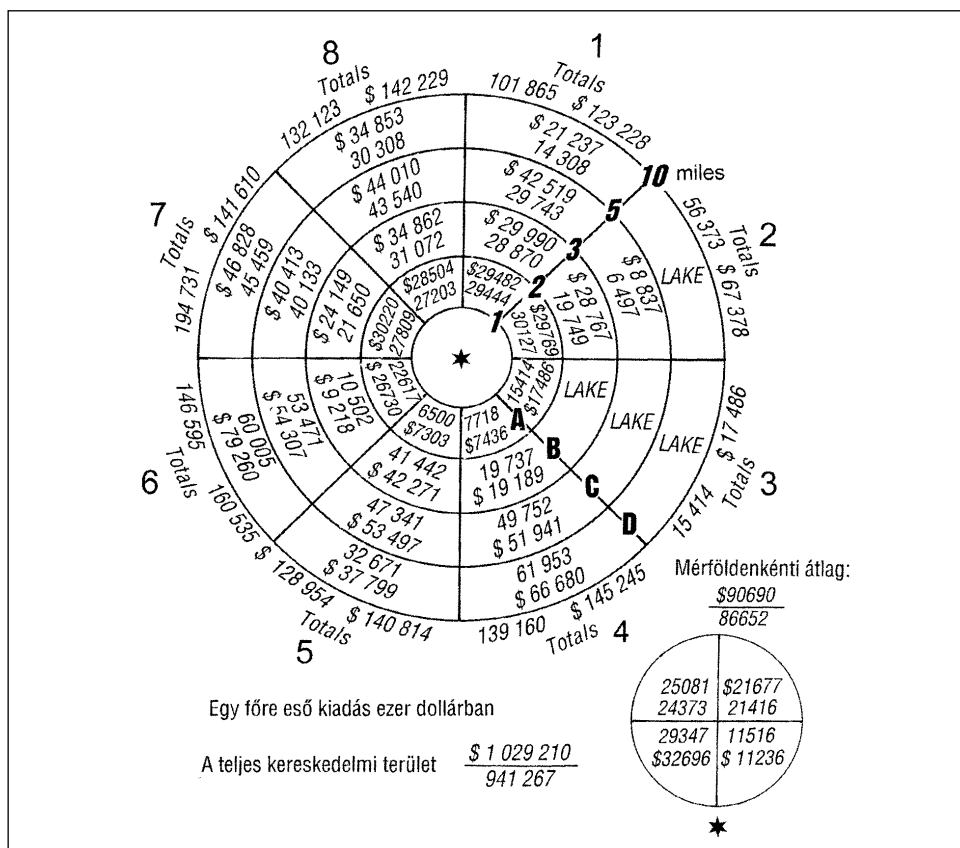 8
Totals
132 123 $ 142 229
$ 34 853
30 308
$ 44 010
43 540
$ 34 862
31 072
$28504
27203
1
Totals
101 865 $ 123 228
$ 21 237
14 308
$ 42 519
29 743
$ 29 990
28 870
$29482
29444
10 miles
5
3
2
1
2
Totals
56 373 $ 67 378
LAKE
$ 8 837
6 497
$ 28 767
19 749
$29769
30127
7
Totals
194 731 $ 141 610
$ 46 828
45 459
$ 40 413
40 133
$ 24 149
21 650
$30220
27809
3
Totals
15 414 $ 17 486
15414
$17486
LAKE
LAKE
LAKE
A
B
C
D
6
Totals
146 595 $ 160 535
22617
$ 26730
10 502
$ 9 218
53 471
$ 54 307
60 005
$ 79 260
5
Totals
128 954 $ 140 814
6500
$7303
41 442
$ 42 271
47 341
$ 53 497
32 671
$ 37 799
4
Totals
139 160 $ 145 245
7718
$7436
19 737
$ 19 189
49 752
$ 51 941
61 953
$ 66 680
Mérföldenkénti átlag:
$90690
86652
25081 $21677
24373 21416
29347 11516
$32696 $ 11236
Egy főre eső kiadás ezer dollárban
A teljes kereskedelmi terület $ 1 029 210
941 267